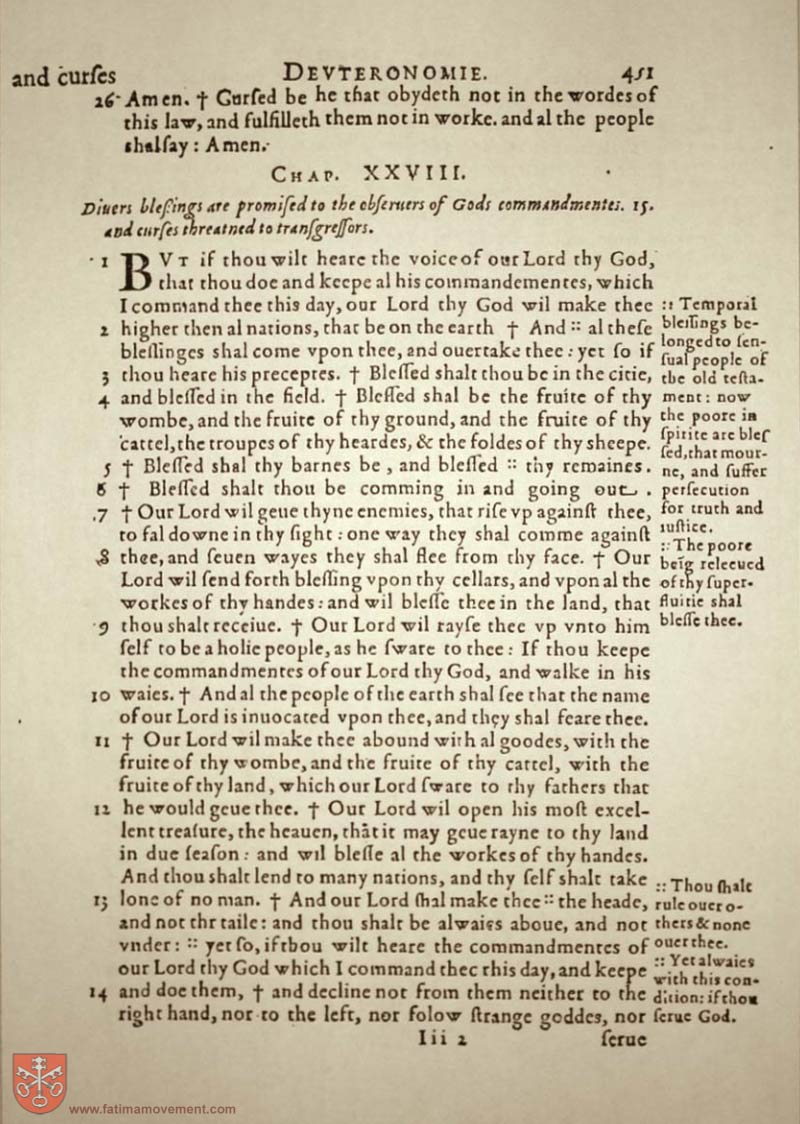 and curſes DEVTERONOMIE. 451
26 Amen. † Curſed be he that obydeth not in the wordes of
this law, and fulfilleth them not in worke. and al the people
shal ſay: Amen.
CHAP. XXVIII.
Diuers bleſsings are promiſed to the obſeruers of Gods commandmentes. 15.
and curſes threatned to tranſgreſſors.
1 BVT if thou wilt heare the voice of our Lord thy God,
that thou doe and keepe al his commandementes, which
I command thee this day, our Lord thy God wil make thee
2 higher then al nations, that be on the earth † And :: al theſe
bleſſinges shal come vpon thee, and ouertake thee: yet ſo if
3 thou heare his preceptes. † Bleſſed shalt thou be in the citie,
4 and bleſſed in the field. † Bleſſed shal be the fruite of thy
wombe, and the fruite of thy ground, and the fruite of thy
cattel, the troupes of thy heardes, & the foldes of thy sheepe.
5 † Bleſſed shal thy barnes be, and bleſſed :: thy remaines.
6 † Bleſſed shalt thou be comming in and going out.
7 † Our Lord wil geue thyne enemies, that riſe vp againſt thee,
to fal downe in thy ſight: one way they shal comme againſt
8 thee, and ſeuen wayes they shal flee from thy face. † Our
Lord wil ſend forth bleſſing vpon thy cellars, and vpon al the
workes of thy handes: and wil bleſſe thee in the land, that
9 thou shalt receiue. † Our Lord wil rayſe thee vp vnto him
ſelf to be a holie people, as he ſware to thee: If thou keepe
the commandmentes of our Lord thy God, and walke in his
10 waies. † And al the people of the earth shal ſee that the name
of our Lord is inuocated vpon thee, and they shal feare thee.
11 † Our Lord wil make thee abound with al goodes, with the
fruite of thy wombe, and the fruite of thy cattel, with the
fruite of thy land, which our Lord ſware to thy fathers that
12 he would geue thee. † Our Lord wil open his moſt excel-
lent treaſure, the heauen, that it may geue rayne to thy land
in due ſeaſon: and wil bleſſe al the workes of thy handes.
And thou shalt lend to many nations, and thy ſelf shalt take
13 lone of no man. † And our Lord ſhal make thee :: the heade,
and not thr taile: and thou shalt be alwaies aboue, and not
vnder: :: yet ſo, if thou wilt heare the commandmentes of
our Lord thy God which I command thee rhis day, and keepe
14 and doe them, † and decline not from them neither to the
right hand, nor to the left, nor folow ſtrange goddes, nor
Iii 2 ſerue
:: Temporal
bleſſings be-
longed to ſen-
ſual people of
the old teſta-
ment: now
the poore in
ſpirite are bleſ
ſed, that mour-
ne, and ſuffer
perſecution
for truth and
iuſtice.
:: The poore
beīg releeued
of thy ſuper-
fluitie shal
bleſſe thee.
:: Thou ſhalt
rule ouer o-
thers & none
ouer thee.
:: Yet alwaies
with this con-
dition: if thou
ſerue God.
www.fatimamovement.com